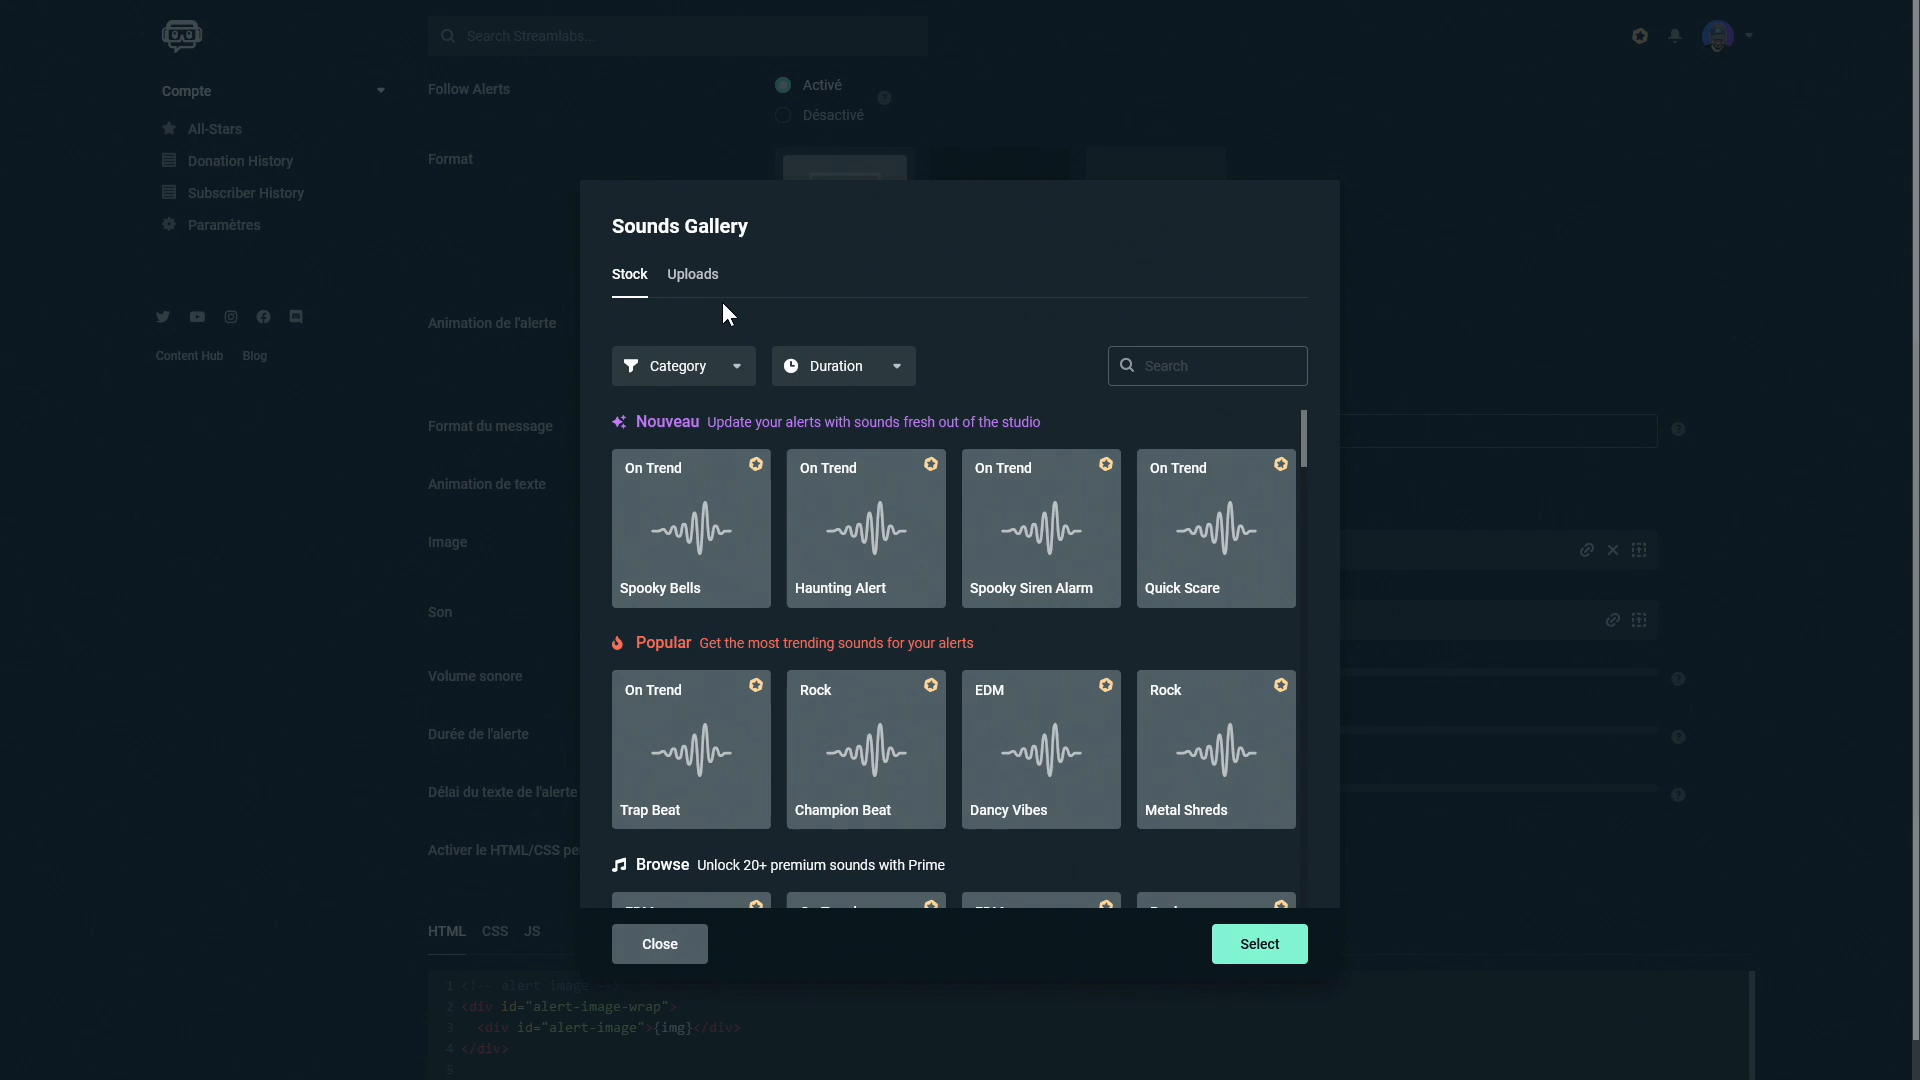 Search Streamlabs...
Compte
All-Stars
Donation History
Subscriber History
Paramètres
Content Hub Blog
Follow Alerts
Activé
Désactivé
Format
Animation de l'alerte
Format du message
Animation de texte
Image
Son
Volume sonore
Durée de l'alerte
Délai du texte de l'alerte
Activer le HTML/CSS pe
Sounds Gallery
Stock Uploads
Category Duration Search
Nouveau Update your alerts with sounds fresh out of the studio
On Trend On Trend On Trend On Trend
Spooky Bells Haunting Alert Spooky Siren Alarm Quick Scare
Popular Get the most trending sounds for your alerts
On Trend Rock EDM Rock
Trap Beat Champion Beat Dancy Vibes Metal Shreds
Browse Unlock 20+ premium sounds with Prime
Close Select
HTML CSS JS
1 <!-- alert image -->
2 <div id="alert-image-wrap">
3 <div id="alert-image">{img}</div>
4 </div>
5